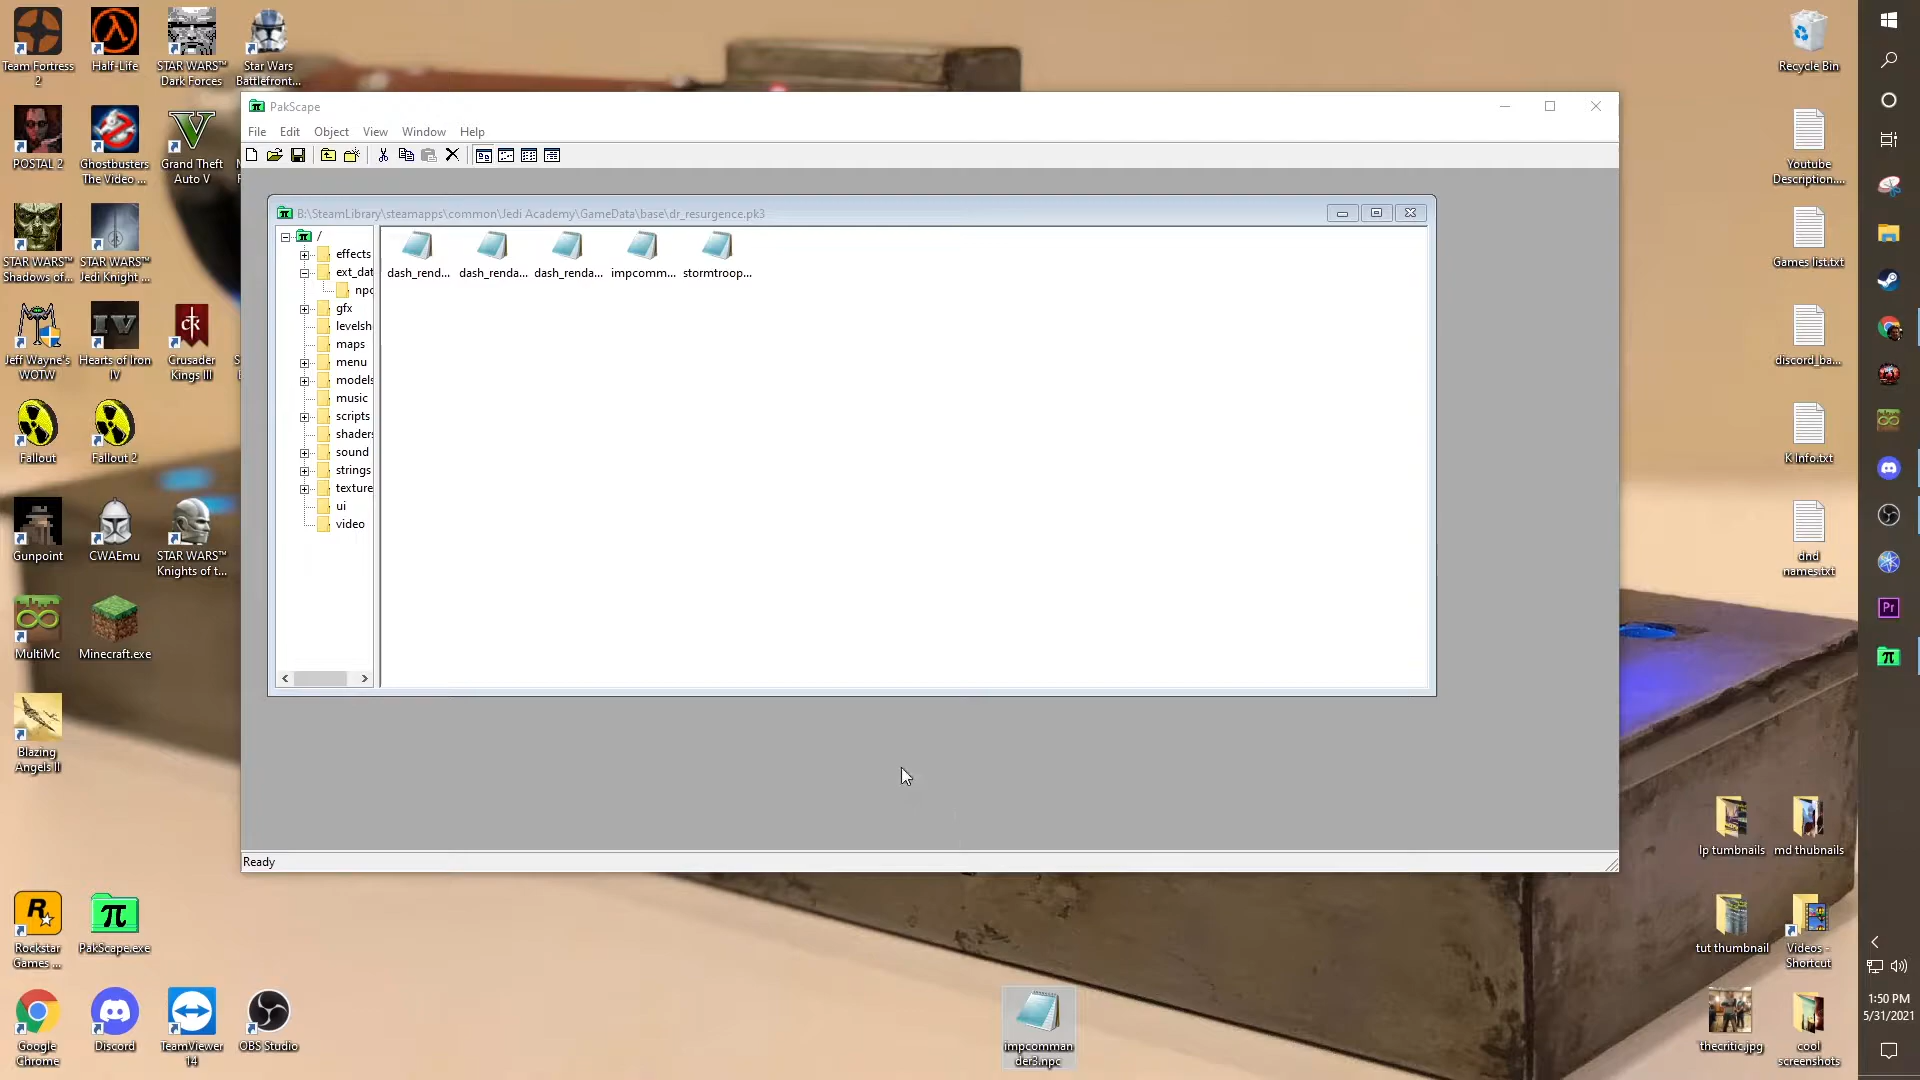 Team Fortress
2
Half-Life
STAR WARS™
Dark Forces
Star Wars
Battlefront...
POSTAL 2
Ghostbusters
The Video ...
Grand Theft
Auto V
STAR WARS™
Shadows of...
STAR WARS™
Jedi Knight ...
Jeff Wayne's
WOTW
Hearts of Iron
IV
Crusader
Kings III
Fallout
Fallout 2
Gunpoint
CWAEmu
STAR WARS™
Knights of t...
MultiMc
Minecraft.exe
Blazing
Angels II
Rockstar
Games ...
PakScape.exe
Google
Chrome
Discord
TeamViewer
14
OBS Studio
PakScape
File Edit Object View Window Help
B:\SteamLibrary\steamapps\common\Jedi Academy\GameData\base\dr_resurgence.pk3
/
effects
ext_dat
npc
gfx
levelsh
maps
menu
models
music
scripts
shaders
sound
strings
texture
ui
video
dash_rend... dash_renda... dash_renda... impcomm... stormtroop...
Ready
impcomman
der3.npc
Recycle Bin
Youtube
Description....
Games list.txt
discord_ba...
K Info.txt
dnd
names.txt
lp tumbnails
md thubnails
tut thumbnail
Videos -
Shortcut
thecritic.jpg
cool
screenshots
Pr
1:50 PM
5/31/2021